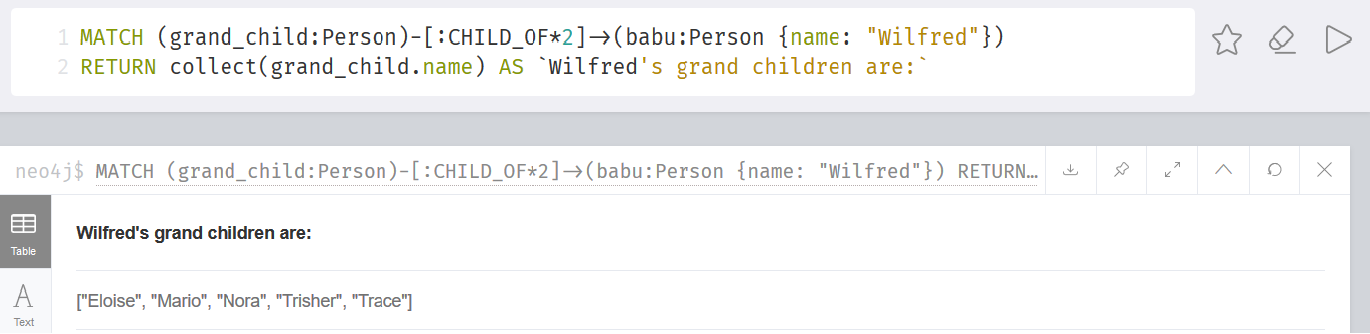 1 MATCH (grand_child:Person)-[:CHILD_OF*2]->(babu:Person {name: "Wilfred"})
2 RETURN collect(grand_child.name) AS `Wilfred's grand children are:`
neo4j$ MATCH (grand_child:Person)-[:CHILD_OF*2]->(babu:Person {name: "Wilfred"}) RETURN…
Table
Wilfred's grand children are:
["Eloise", "Mario", "Nora", "Trisher", "Trace"]
A
Text